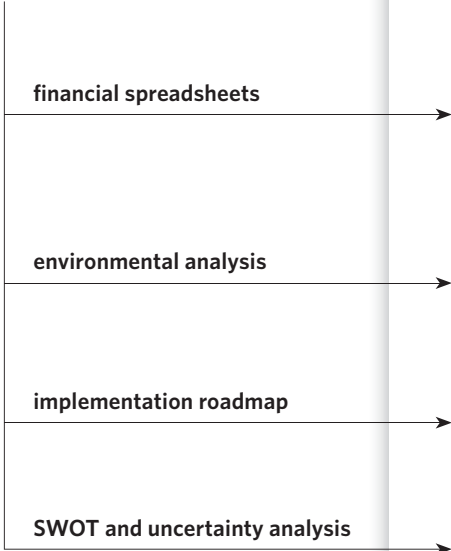 financial spreadsheets
environmental analysis
implementation roadmap
SWOT and uncertainty analysis